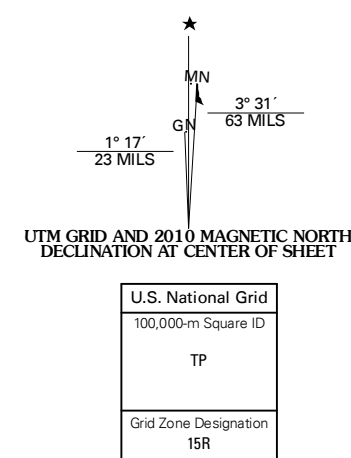 ★
MN
3° 31´
63 MILS
GN
1° 17´
23 MILS
UTM GRID AND 2010 MAGNETIC NORTH
DECLINATION AT CENTER OF SHEET
U.S. National Grid
100,000-m Square ID
TP
Grid Zone Designation
15R